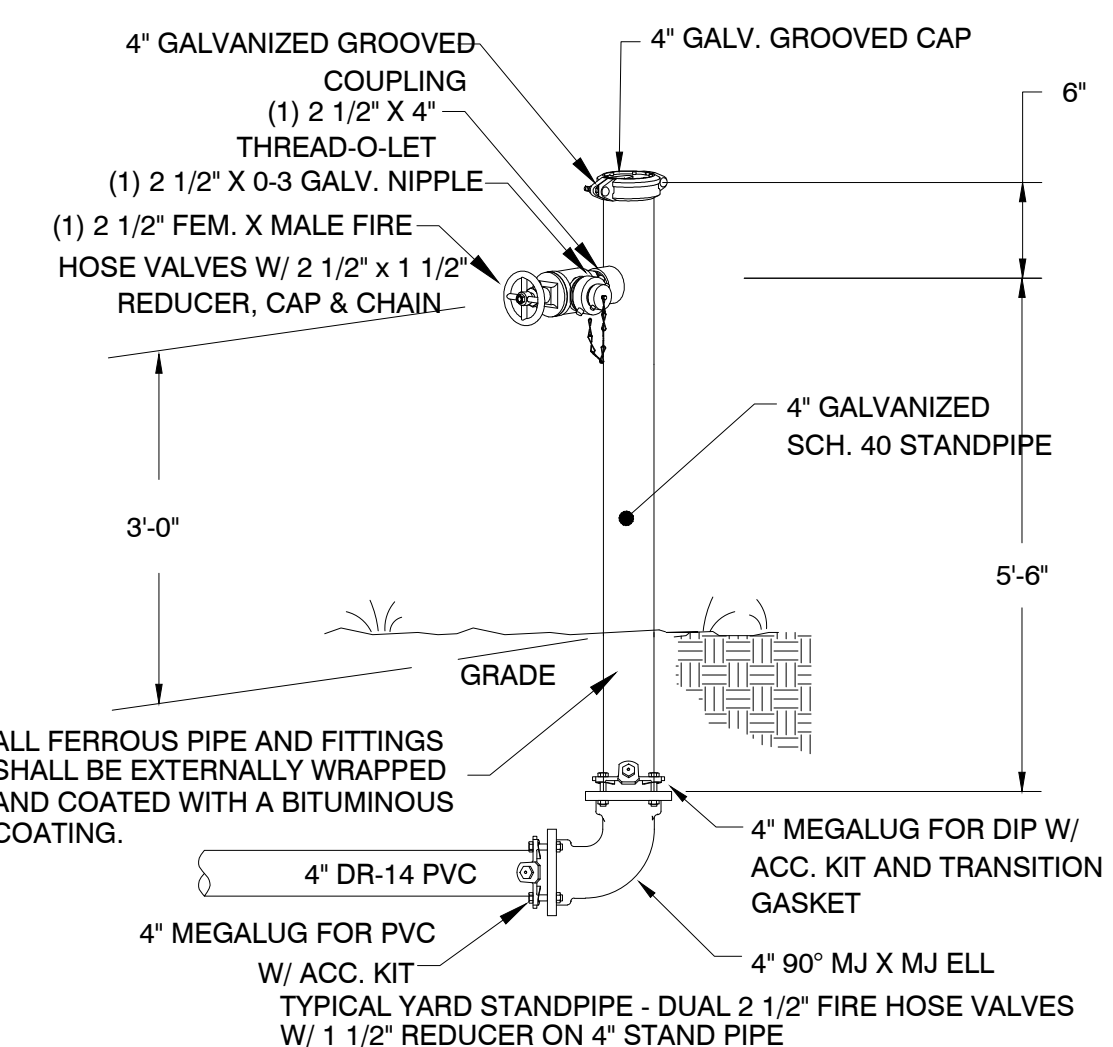 4" GALVANIZED GROOVED
COUPLING
(1) 2 1/2" X 4"
THREAD-O-LET
(1) 2 1/2" X 0-3 GALV. NIPPLE
(1) 2 1/2" FEM. X MALE FIRE
HOSE VALVES W/ 2 1/2" x 1 1/2"
REDUCER, CAP & CHAIN
4" GALV. GROOVED CAP
6"
4" GALVANIZED
SCH. 40 STANDPIPE
3'-0"
5'-6"
GRADE
ALL FERROUS PIPE AND FITTINGS
SHALL BE EXTERNALLY WRAPPED
AND COATED WITH A BITUMINOUS
COATING.
4" DR-14 PVC
4" MEGALUG FOR DIP W/
ACC. KIT AND TRANSITION
GASKET
4" MEGALUG FOR PVC
W/ ACC. KIT
4" 90° MJ X MJ ELL
TYPICAL YARD STANDPIPE - DUAL 2 1/2" FIRE HOSE VALVES
W/ 1 1/2" REDUCER ON 4" STAND PIPE